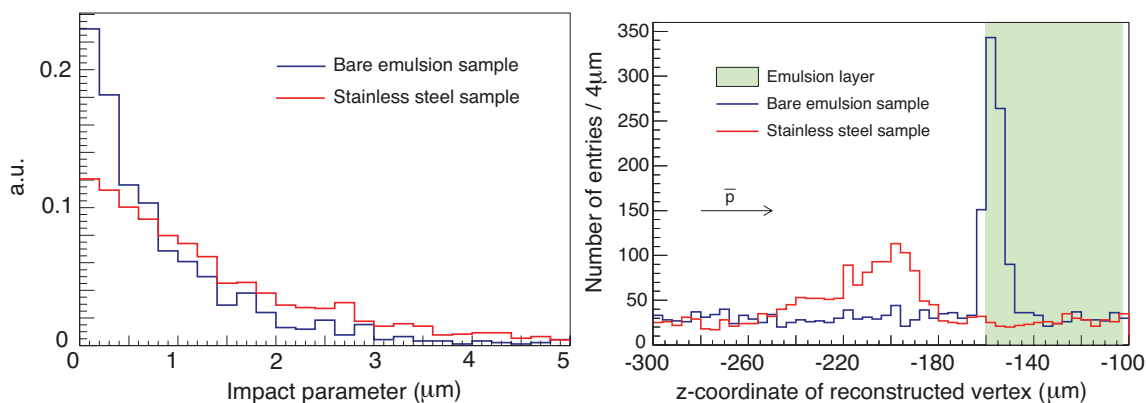 0.2
0.1
0
a.u.
Bare emulsion sample
Stainless steel sample
0 1 2 3 4 5
Impact parameter (μm)
350
300
250
200
150
100
50
0
Number of entries / 4μm
Emulsion layer
Bare emulsion sample
Stainless steel sample
p̅
-300 -260 -220 -180 -140 -100
z-coordinate of reconstructed vertex (μm)